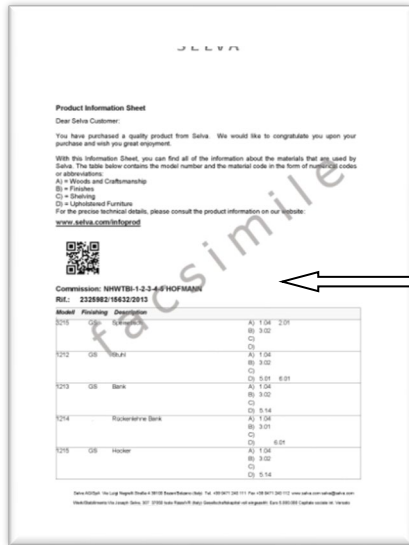 SELVA
Product Information Sheet
Dear Selva Customer:
You have purchased a quality product from Selva. We would like to congratulate you upon your
purchase and wish you great enjoyment.
With this Information Sheet, you can find all of the information about the materials that are used by
Selva. The table below contains the model number and the material code in the form of numerical codes
or abbreviations:
A) = Woods and Craftsmanship
B) = Finishes
C) = Shelving
D) = Upholstered Furniture
For the precise technical details, please consult the product information on our website:
www.selva.com/infoprod
facsimile
Commission: NHWTBI-1-2-3-4-9 HOFMANN
Rif.: 2325982/15632/2013
Modell Finishing Description
3215 GS A) 1.04 2.01
B) 3.02
C)
D)
1212 GS Stuhl A) 1.04
B) 3.02
C)
D) 5.01 6.01
1213 GS Bank A) 1.04
B) 3.02
C)
D) 5.14
1214 Rückenlehne Bank A) 1.04
B) 3.01
C)
D) 6.01
1215 GS Hocker A) 1.04
B) 3.02
C)
D) 5.14